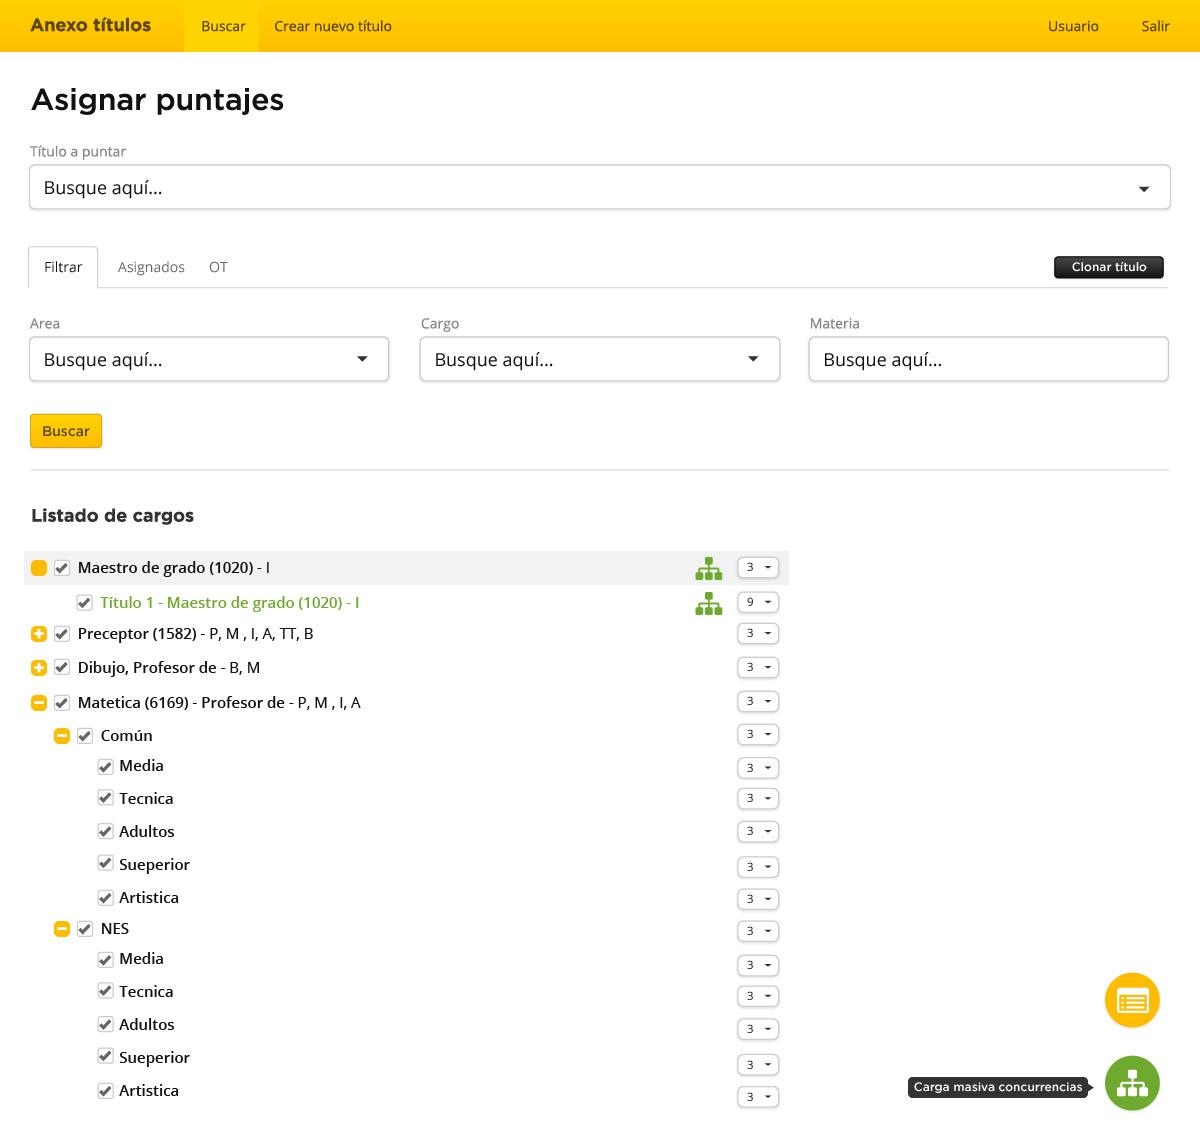 Anexo títulos Buscar Crear nuevo título Usuario Salir
Asignar puntajes
Título a puntar
Busque aquí...
Filtrar Asignados OT Clonar título
Area Cargo Materia
Busque aquí... Busque aquí... Busque aquí...
Buscar
Listado de cargos
Maestro de grado (1020) - I 3
Título 1 - Maestro de grado (1020) - I 9
Preceptor (1582) - P, M , I, A, TT, B 3
Dibujo, Profesor de - B, M 3
Matetica (6169) - Profesor de - P, M , I, A 3
Común 3
Media 3
Tecnica 3
Adultos 3
Sueperior 3
Artistica 3
NES 3
Media 3
Tecnica 3
Adultos 3
Sueperior 3
Artistica 3
Carga masiva concurrencias